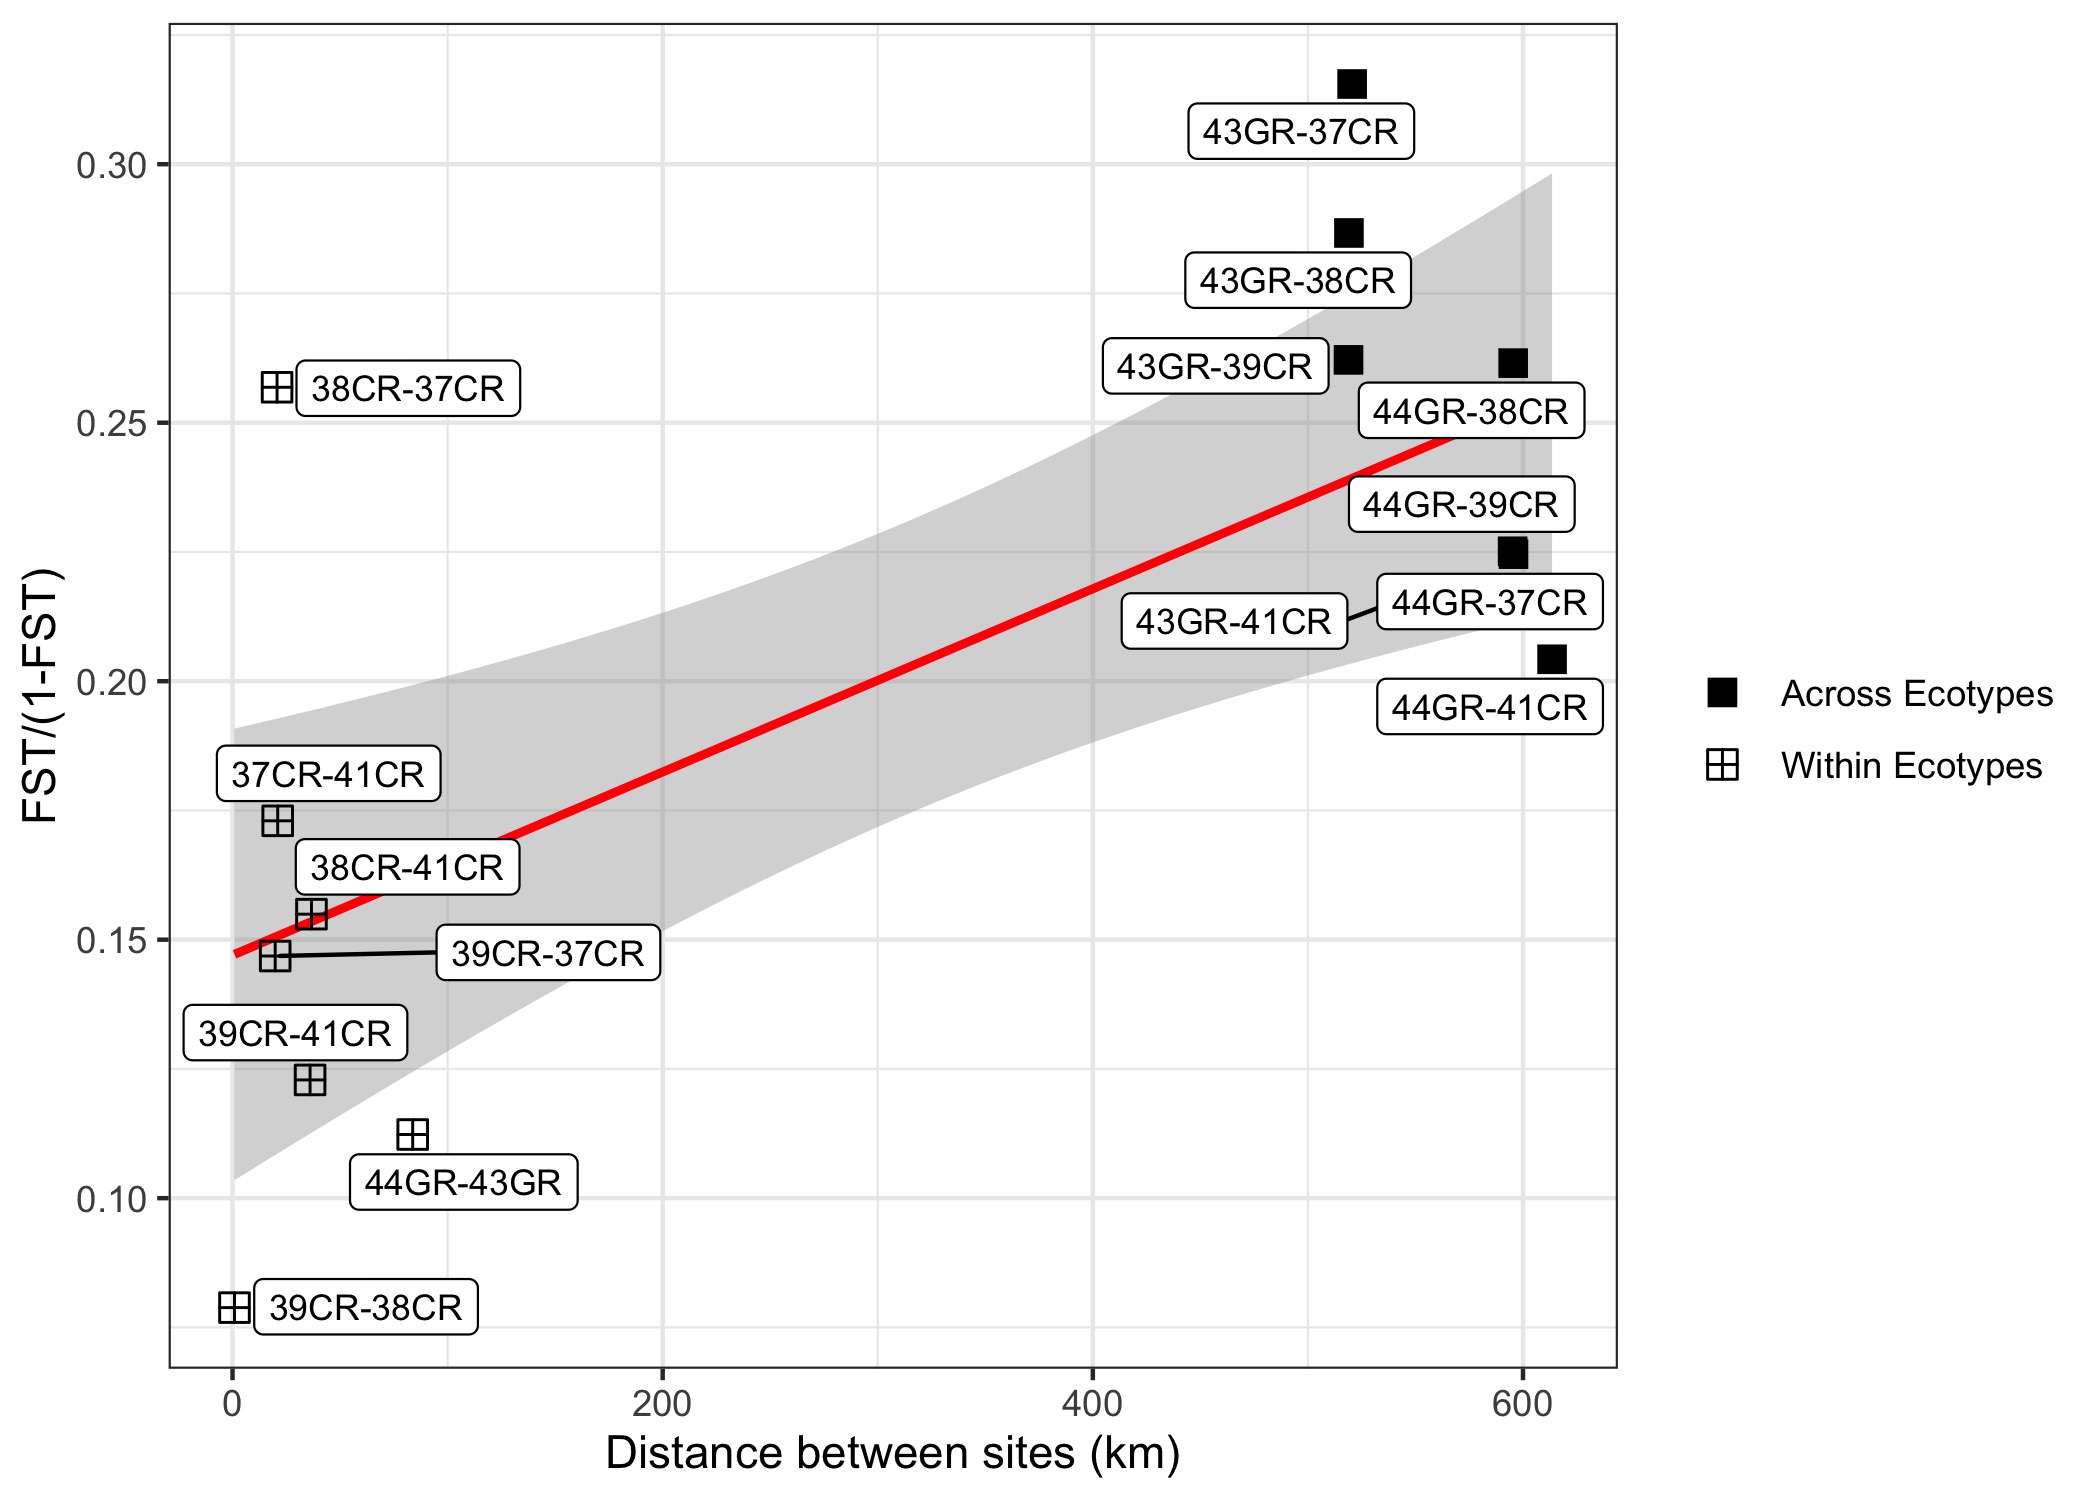 43GR-37CR
0.30
43GR-38CR
43GR-39CR
38CR-37CR
44GR-38CR
0.25
44GR-39CR
44GR-37CR
43GR-41CR
FST/(1-FST)
0.20
44GR-41CR
Across Ecotypes
Within Ecotypes
37CR-41CR
38CR-41CR
0.15
39CR-37CR
39CR-41CR
44GR-43GR
0.10
39CR-38CR
0 200 400 600
Distance between sites (km)